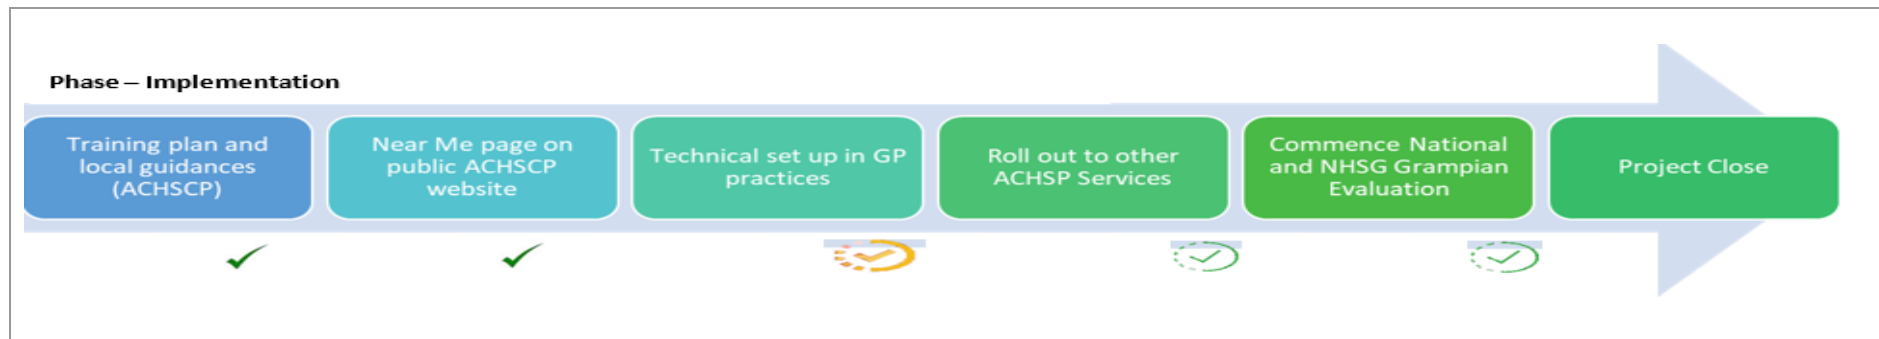 Phase – Implementation
Training plan and
local guidances
(ACHSCP)
Near Me page on
public ACHSCP
website
Technical set up in GP
practices
Roll out to other
ACHSP Services
Commence National
and NHSG Grampian
Evaluation
Project Close